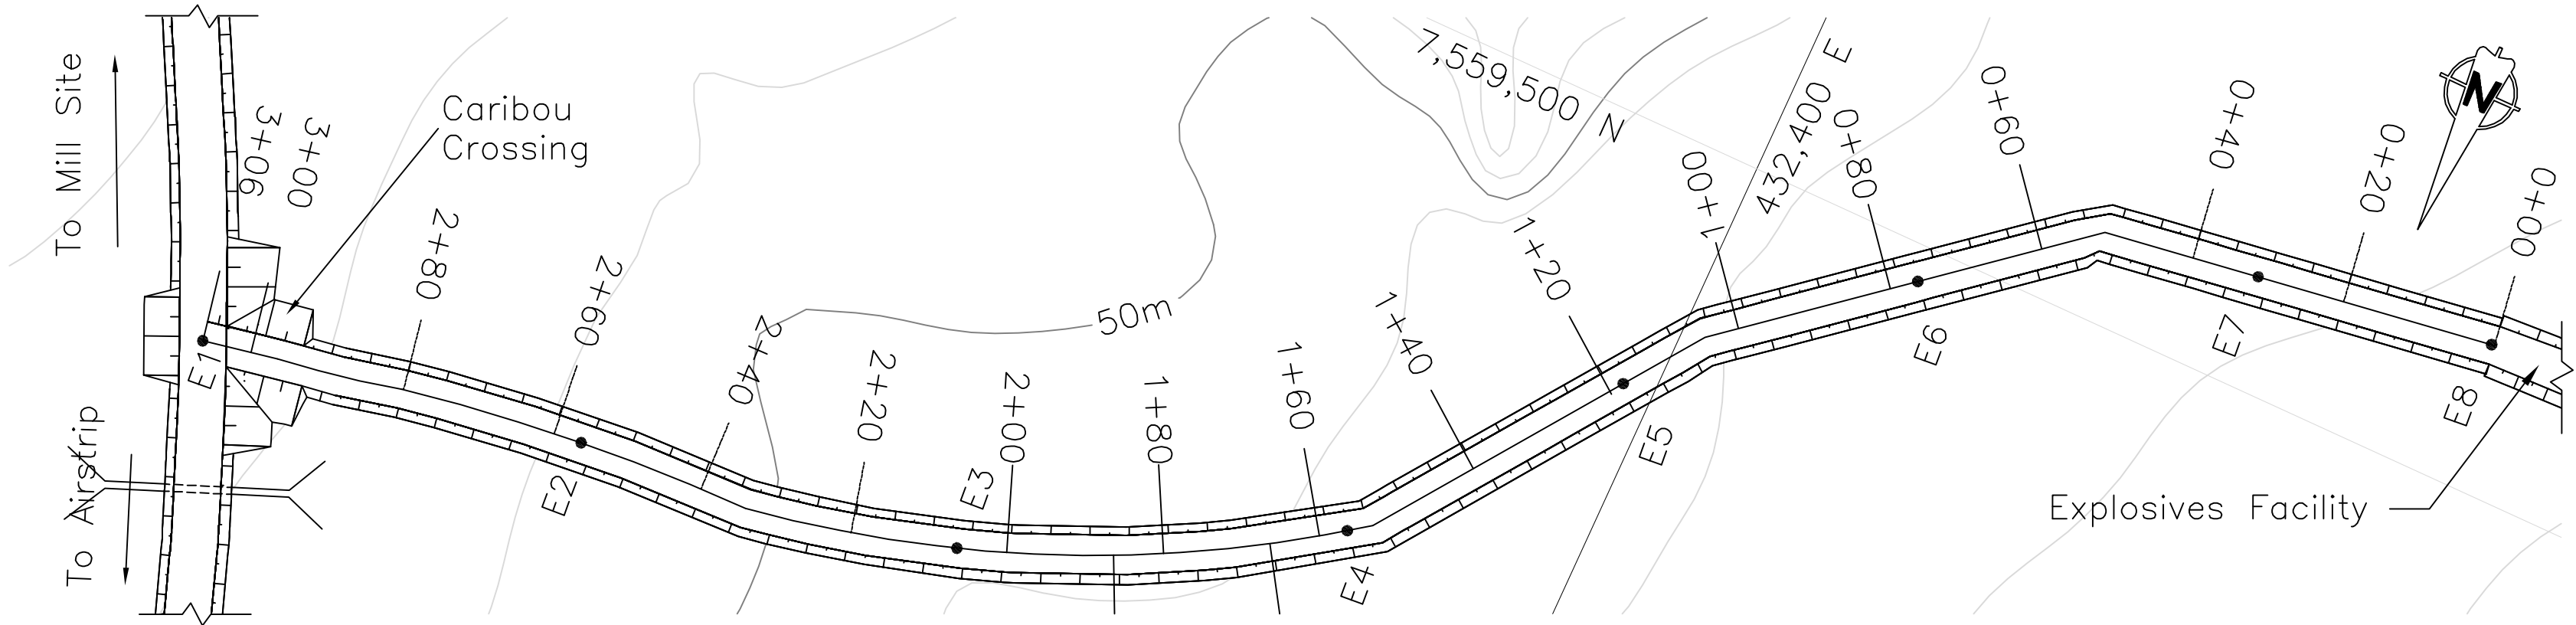 To Mill Site
To Airstrip
Caribou
Crossing
3+06
3+00
2+80
2+60
2+40
2+20
2+00
1+80
1+60
1+40
1+20
1+00
0+80
0+60
0+40
0+20
0+00
50m
7,559,500 N
432,400 E
N
E1
E2
E3
E4
E5
E6
E7
E8
Explosives Facility